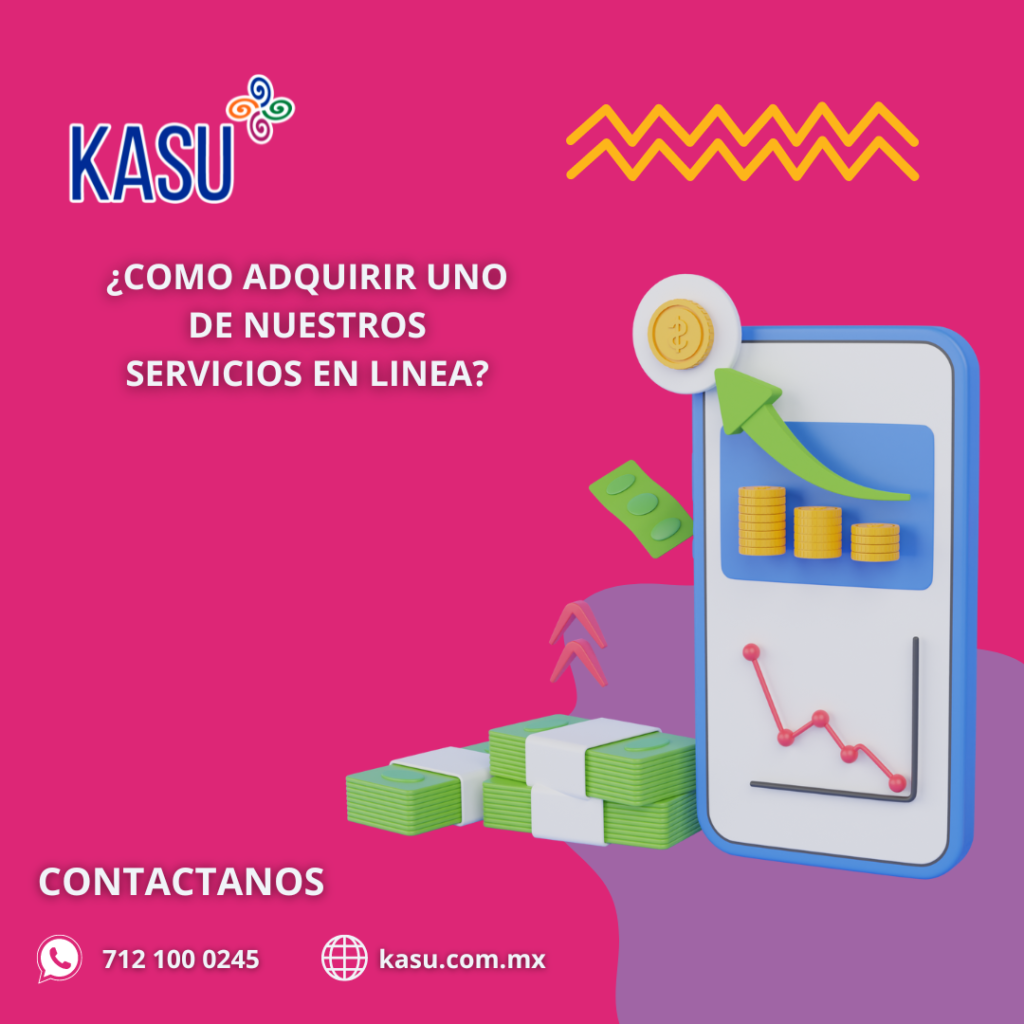 KASU
¿COMO ADQUIRIR UNO
DE NUESTROS
SERVICIOS EN LINEA?
CONTACTANOS
712 100 0245
kasu.com.mx